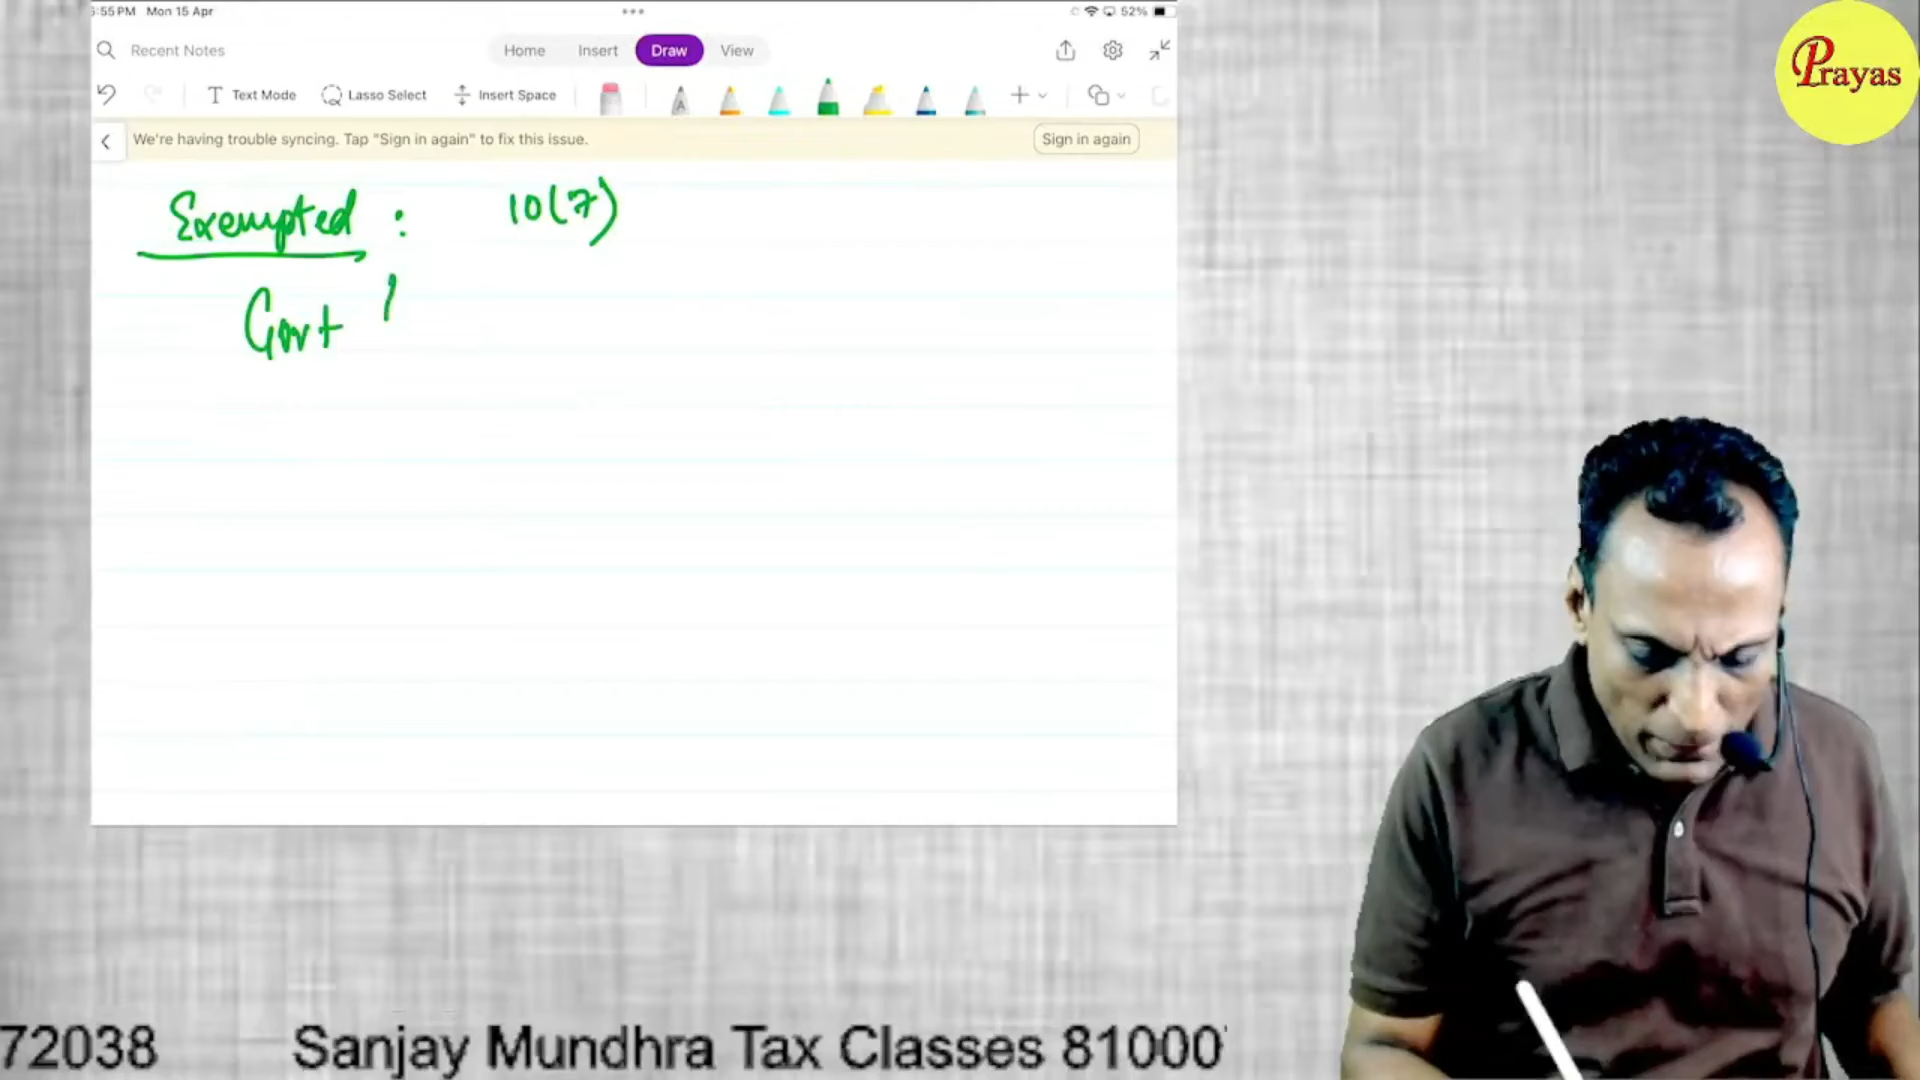 :55 PM Mon 15 Apr 52%
Recent Notes Home Insert Draw View
Text Mode Lasso Select Insert Space
We're having trouble syncing. Tap "Sign in again" to fix this issue. Sign in again
Exempted : 10(7)
Govt
Prayas
72038 Sanjay Mundhra Tax Classes 81000